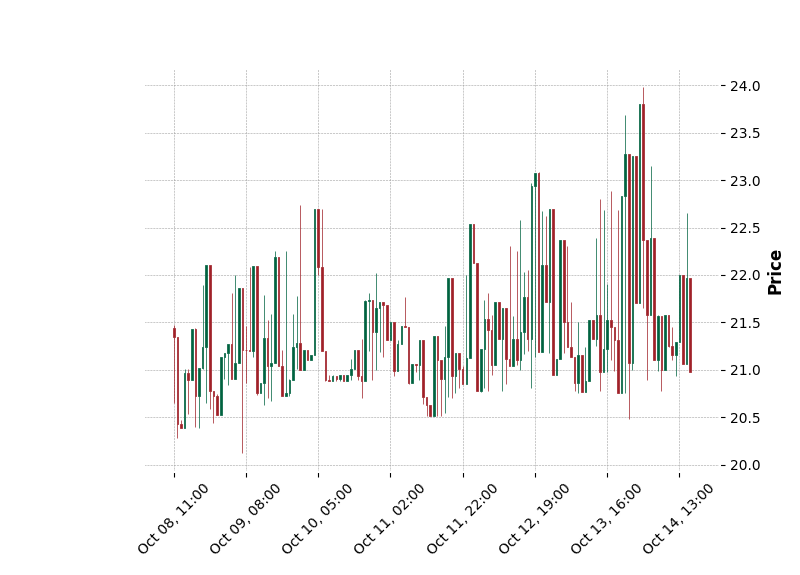 24.0
23.5
23.0
22.5
22.0
21.5
21.0
20.5
20.0
Price
Oct 08, 11:00
Oct 09, 08:00
Oct 10, 05:00
Oct 11, 02:00
Oct 11, 22:00
Oct 12, 19:00
Oct 13, 16:00
Oct 14, 13:00